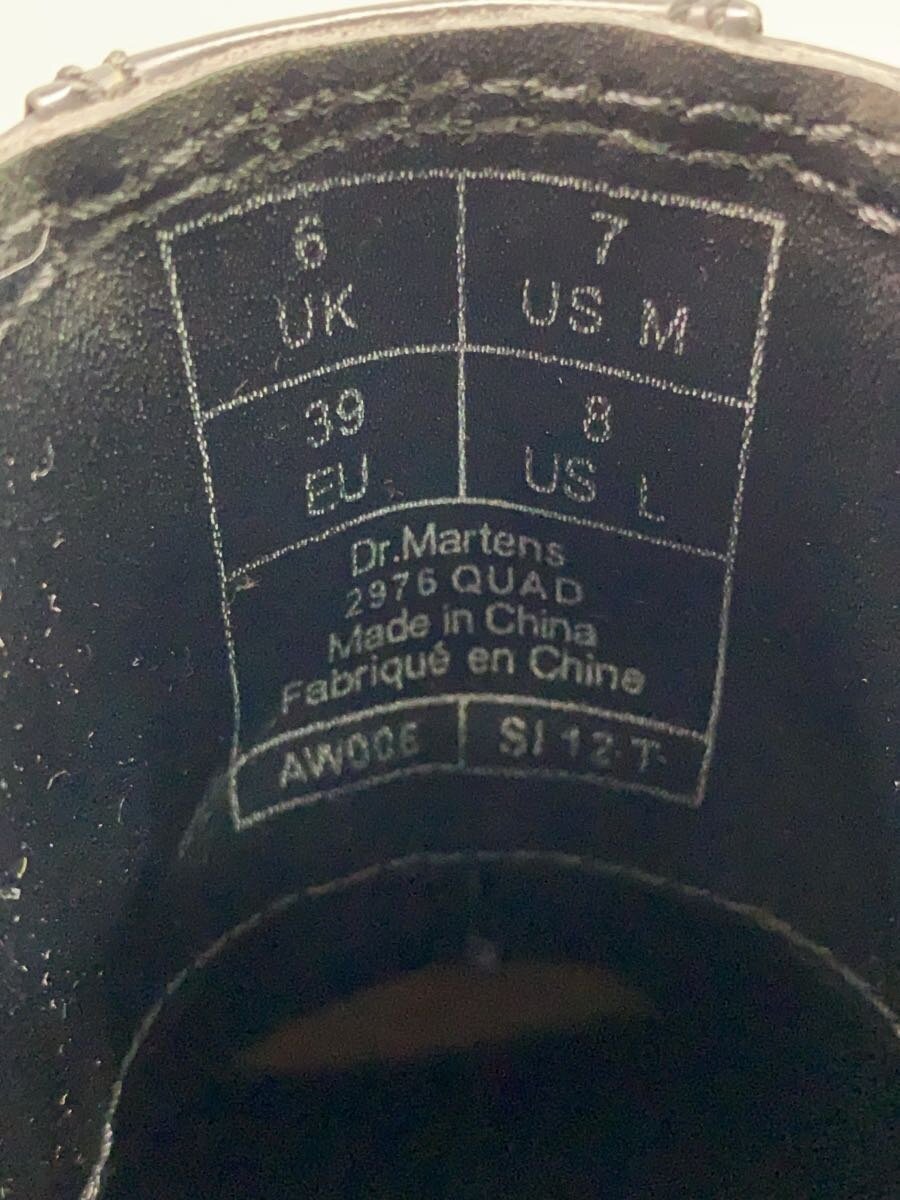 6
UK
7
US M
39
EU
8
US L
Dr.Martens
2976 QUAD
Made in China
Fabriqué en Chine
AW006
SI 12 T